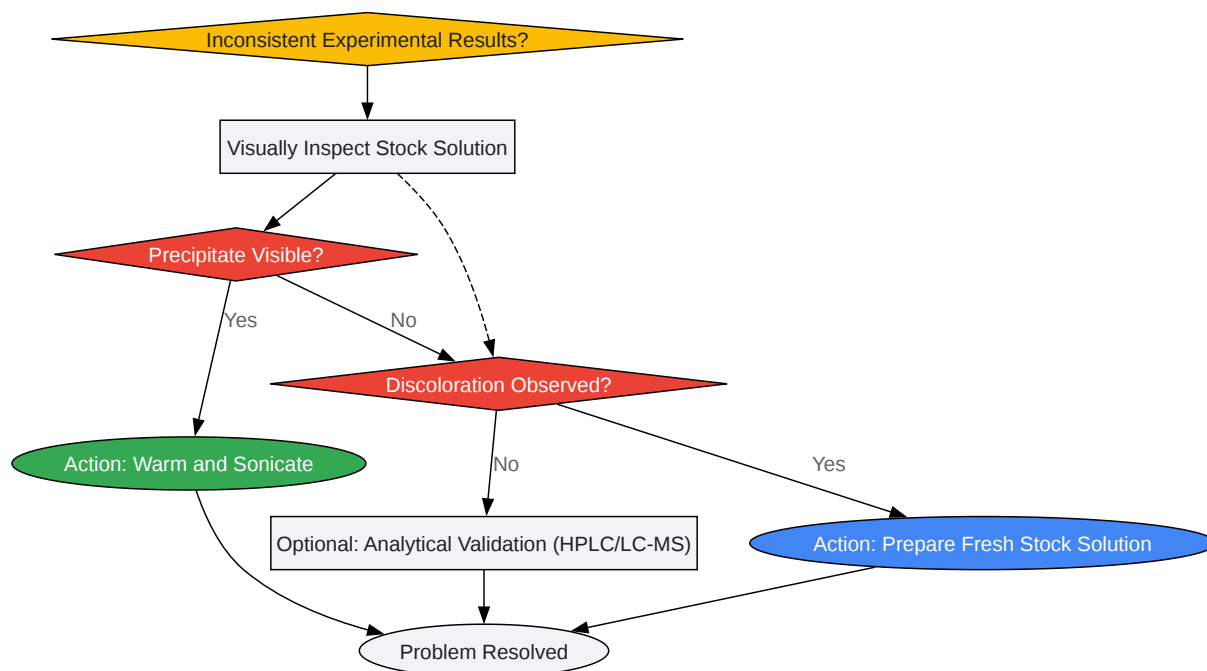 Inconsistent Experimental Results?
Visually Inspect Stock Solution
Precipitate Visible?
Yes
No
Discoloration Observed?
Action: Warm and Sonicate
No
Yes
Optional: Analytical Validation (HPLC/LC-MS)
Action: Prepare Fresh Stock Solution
Problem Resolved